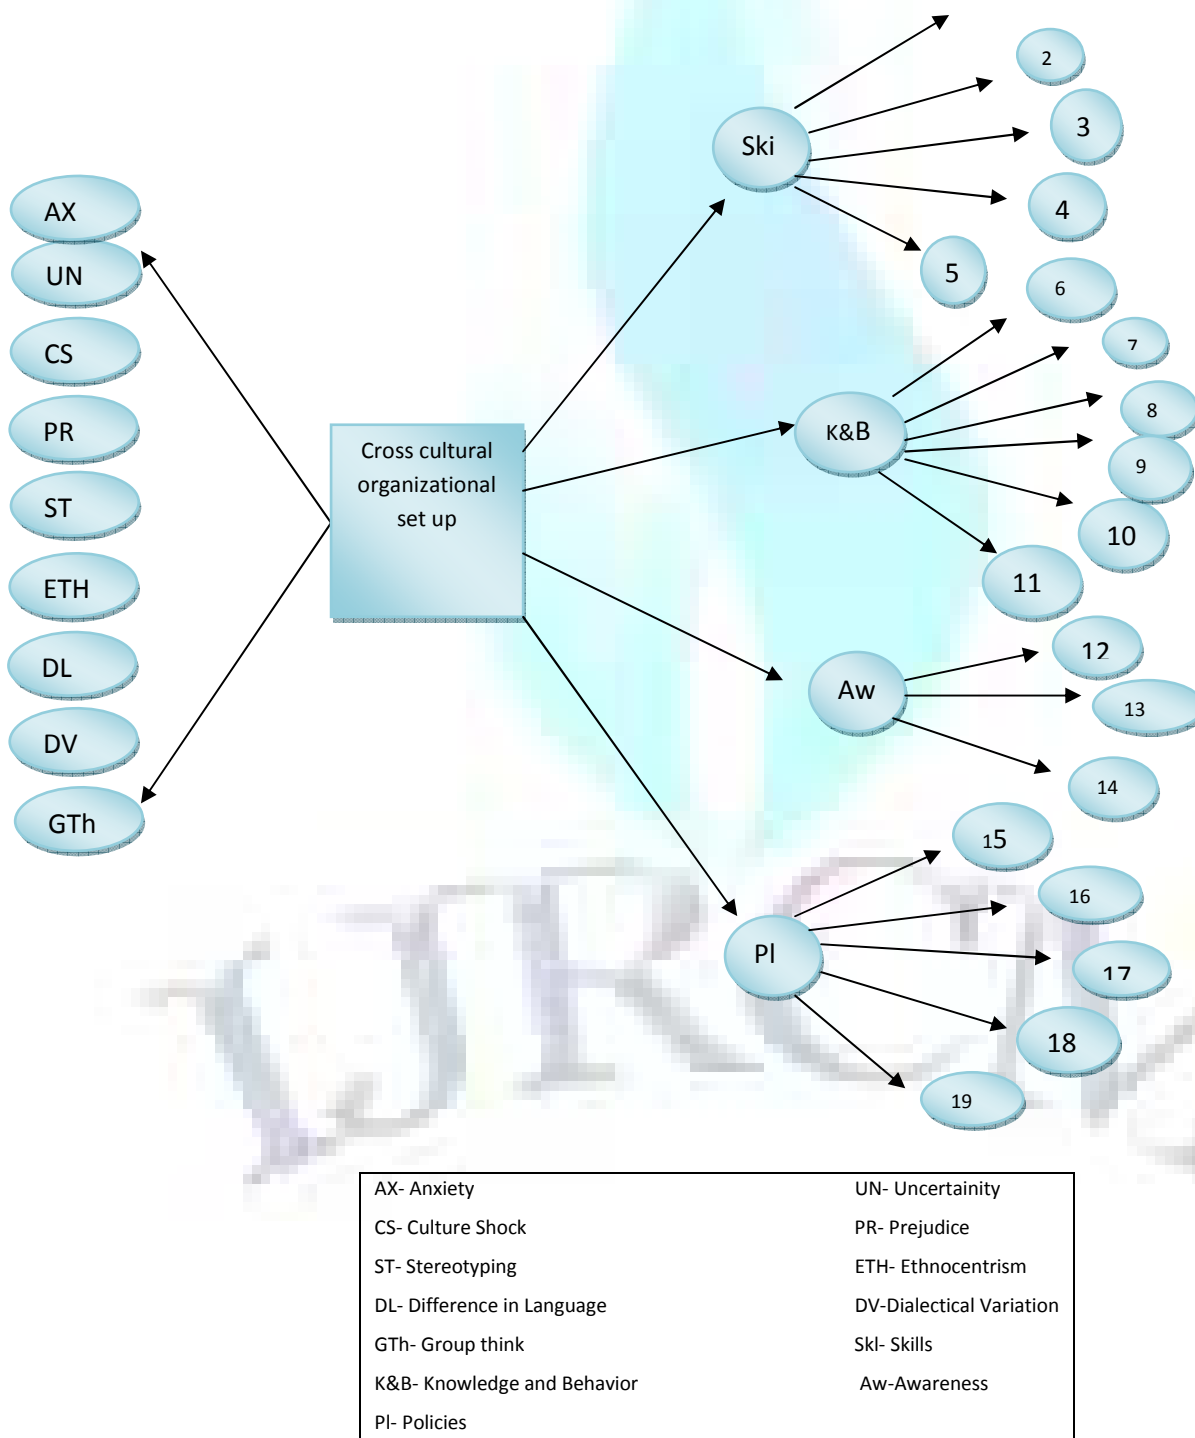 2
3
Ski
4
AX
5
UN
6
7
CS
8
PR
K&B
9
Cross cultural
organizational
set up
ST
10
ETH
11
12
DL
Aw
13
DV
14
GTh
15
16
Pl
17
18
19
AX- Anxiety UN- Uncertainity
CS- Culture Shock PR- Prejudice
ST- Stereotyping ETH- Ethnocentrism
DL- Difference in Language DV-Dialectical Variation
GTh- Group think Skl- Skills
K&B- Knowledge and Behavior Aw-Awareness
Pl- Policies